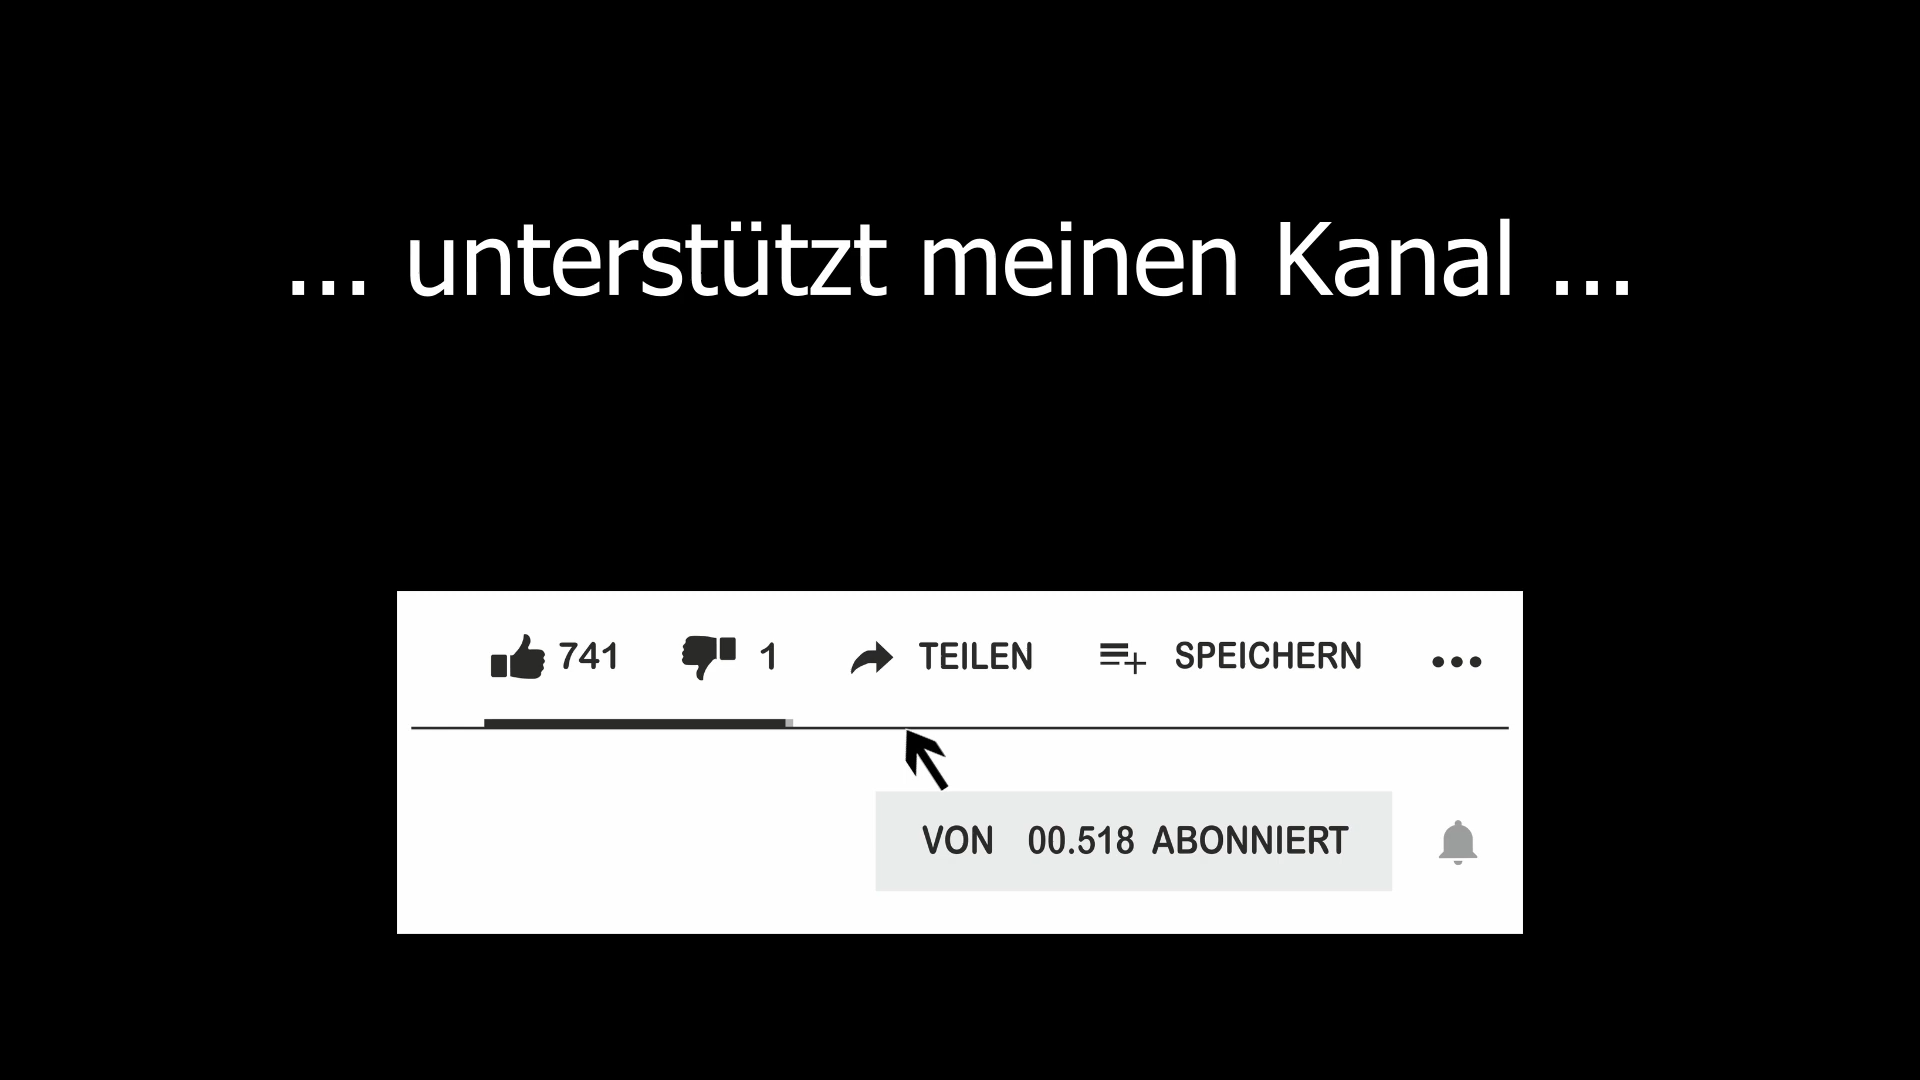 ... unterstützt meinen Kanal ...
741 1 TEILEN SPEICHERN
VON 00.518 ABONNIERT